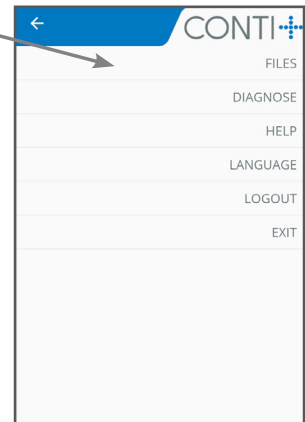 CONTI+
FILES
DIAGNOSE
HELP
LANGUAGE
LOGOUT
EXIT